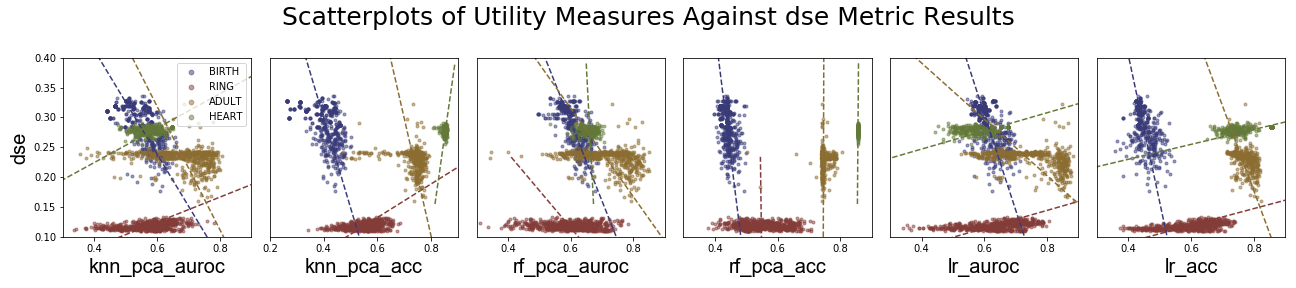 Scatterplots of Utility Measures Against dse Metric Results
dse
0.40
0.35
0.30
0.25
0.20
0.15
0.10
BIRTH
RING
ADULT
HEART
0.4 0.6 0.8
knn_pca_auroc
0.2 0.4 0.6 0.8
knn_pca_acc
0.4 0.6 0.8
rf_pca_auroc
0.4 0.6 0.8
rf_pca_acc
0.4 0.6 0.8
lr_auroc
0.4 0.6 0.8
lr_acc